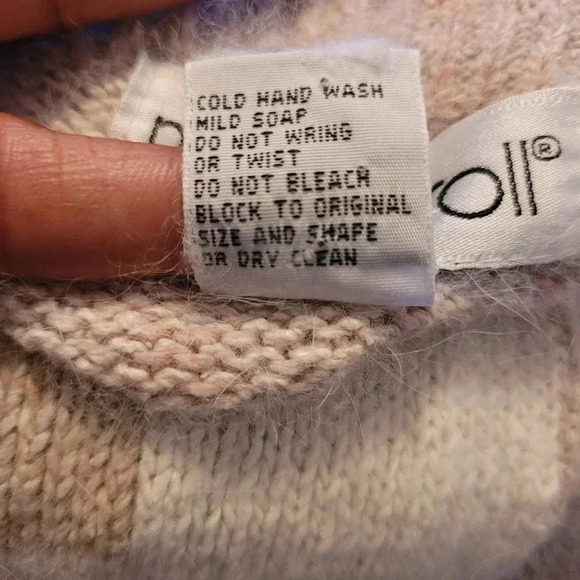 COLD HAND WASH
MILD SOAP
DO NOT WRING
OR TWIST
DO NOT BLEACH
BLOCK TO ORIGINAL
SIZE AND SHAPE
OR DRY CLEAN
oll®